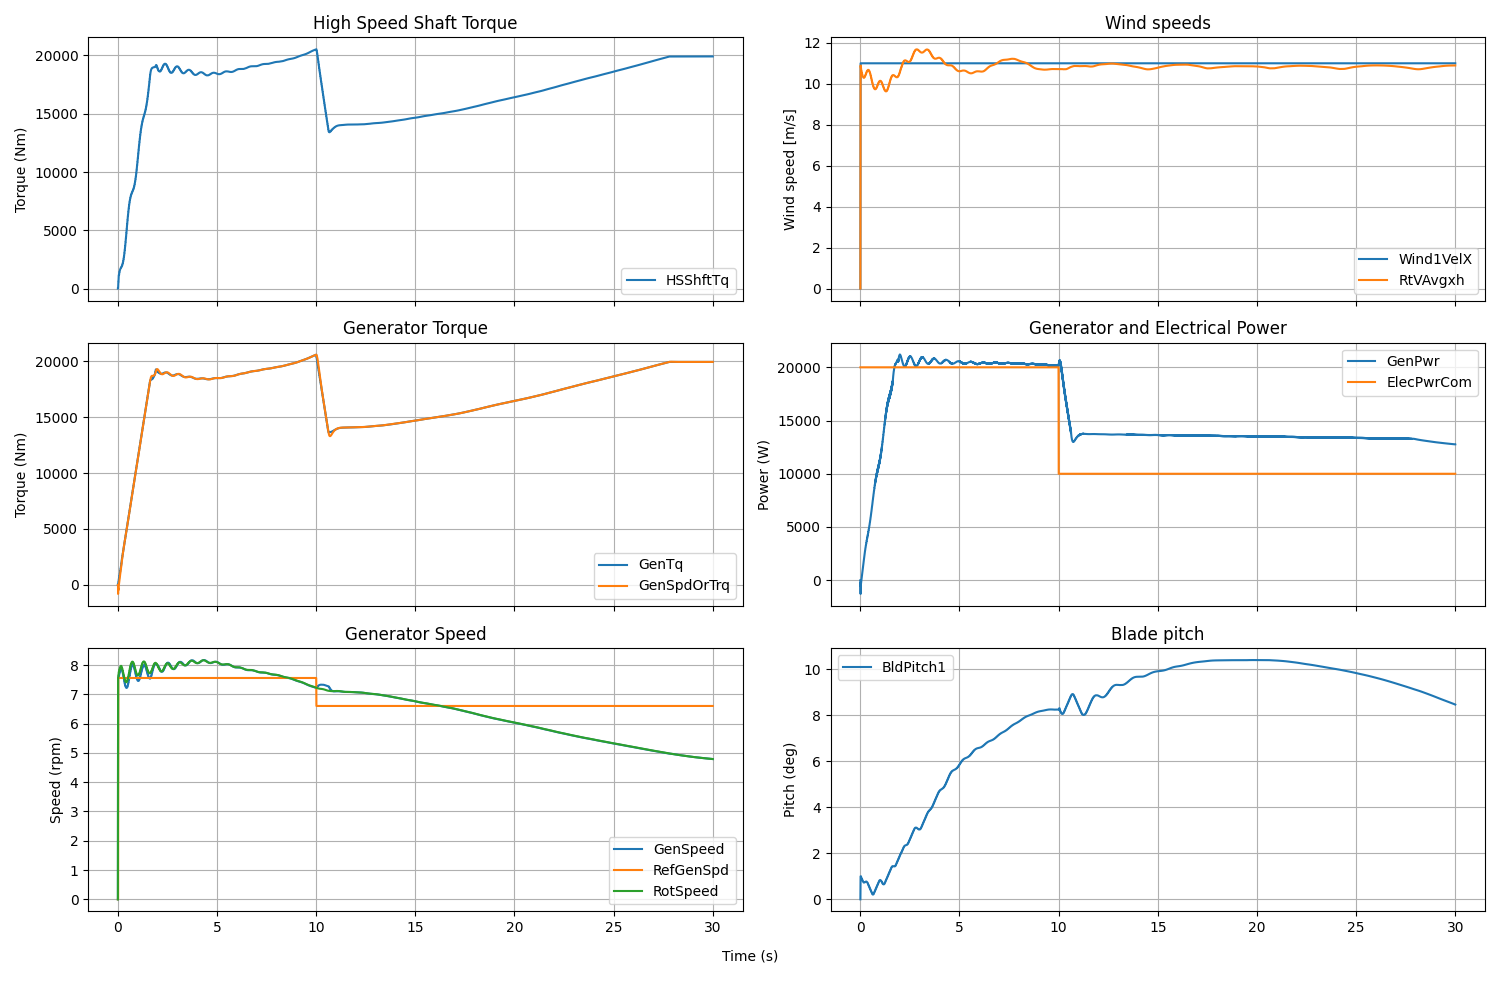 High Speed Shaft Torque
Torque (Nm)
20000
15000
10000
5000
0
HSShftTq
Wind speeds
Wind speed [m/s]
12
10
8
6
4
2
0
Wind1VelX
RtVAvgxh
Generator Torque
Torque (Nm)
20000
15000
10000
5000
0
GenTq
GenSpdOrTrq
Generator and Electrical Power
Power (W)
20000
15000
10000
5000
0
GenPwr
ElecPwrCom
Generator Speed
Speed (rpm)
8
7
6
5
4
3
2
1
0
GenSpeed
RefGenSpd
RotSpeed
0 5 10 15 20 25 30
Blade pitch
Pitch (deg)
10
8
6
4
2
0
BldPitch1
0 5 10 15 20 25 30
Time (s)